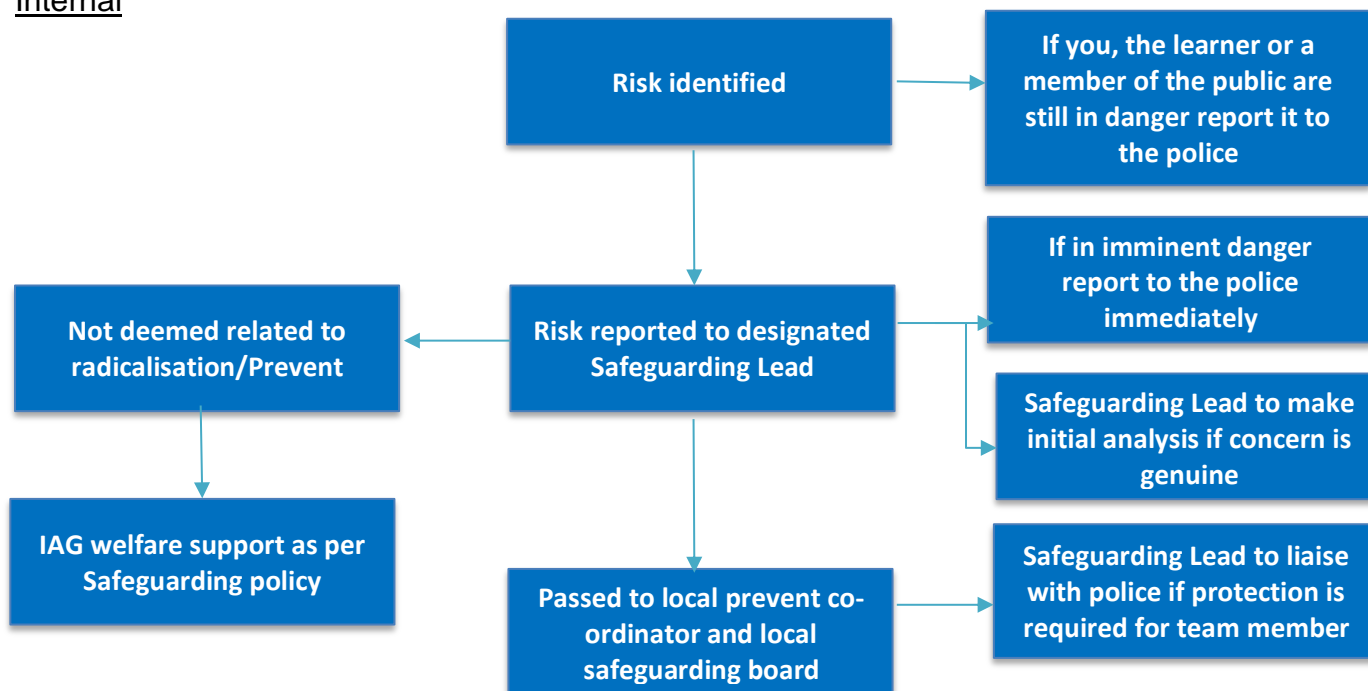 Internal
Risk identified
If you, the learner or a
member of the public are
still in danger report it to
the police
If in imminent danger
report to the police
immediately
Not deemed related to
radicalisation/Prevent
Risk reported to designated
Safeguarding Lead
Safeguarding Lead to make
initial analysis if concern is
genuine
IAG welfare support as per
Safeguarding policy
Passed to local prevent co-
ordinator and local
safeguarding board
Safeguarding Lead to liaise
with police if protection is
required for team member